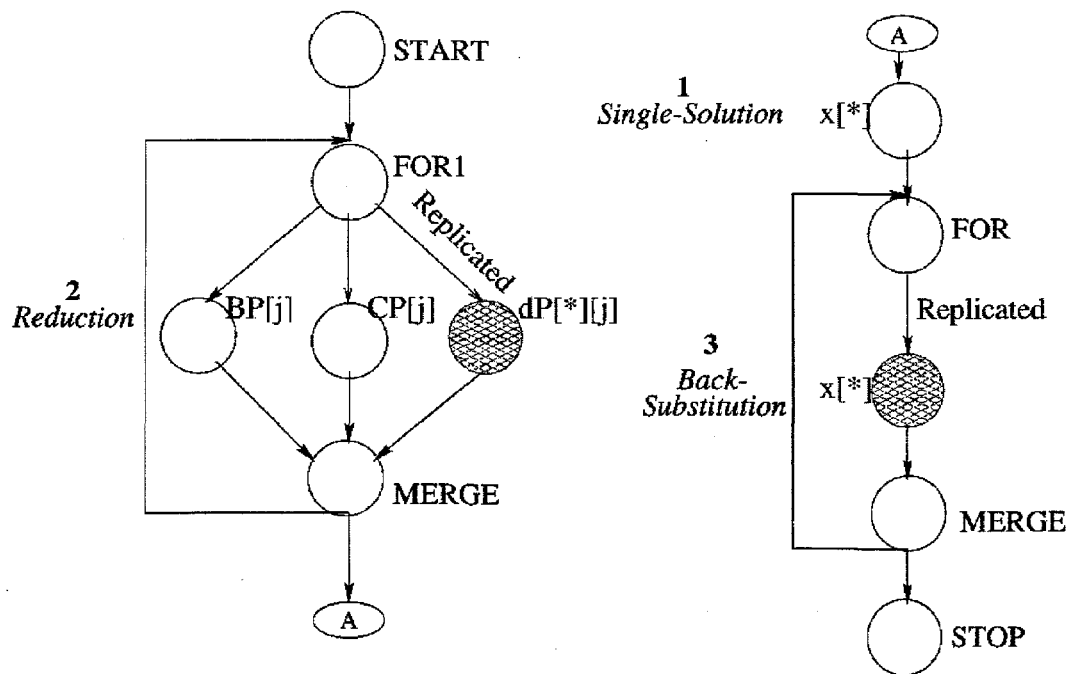 START
FOR1
Replicated
2
Reduction
BP[j]
CP[j]
dP[*][j]
MERGE
A
A
1
Single-Solution
x[*]
FOR
Replicated
3
Back-
Substitution
x[*]
MERGE
STOP